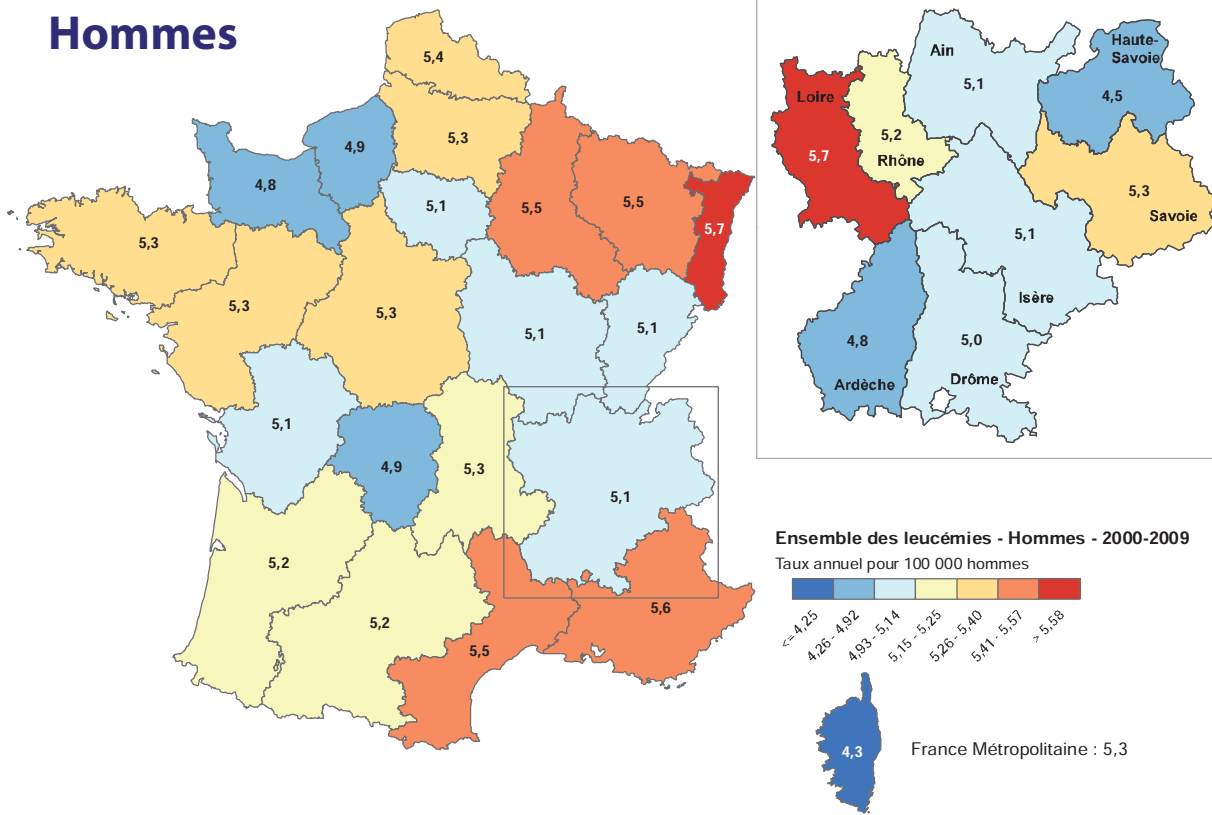 Hommes
5,4
5,3
4,9
4,8
5,1
5,5
5,5
5,7
5,3
5,3
5,3
5,1
5,1
5,1
4,9
5,3
5,1
5,2
5,2
5,5
5,6
Ain
5,1
Haute-
Savoie
4,5
Loire
5,7
5,2
Rhône
5,3
Savoie
5,1
Isère
4,8
Ardèche
5,0
Drôme
Ensemble des leucémies - Hommes - 2000-2009
Taux annuel pour 100 000 hommes
<= 4,25
4,26 - 4,92
4,93 - 5,14
5,15 - 5,25
5,26 - 5,40
5,41 - 5,57
> 5,58
4,3
France Métropolitaine : 5,3